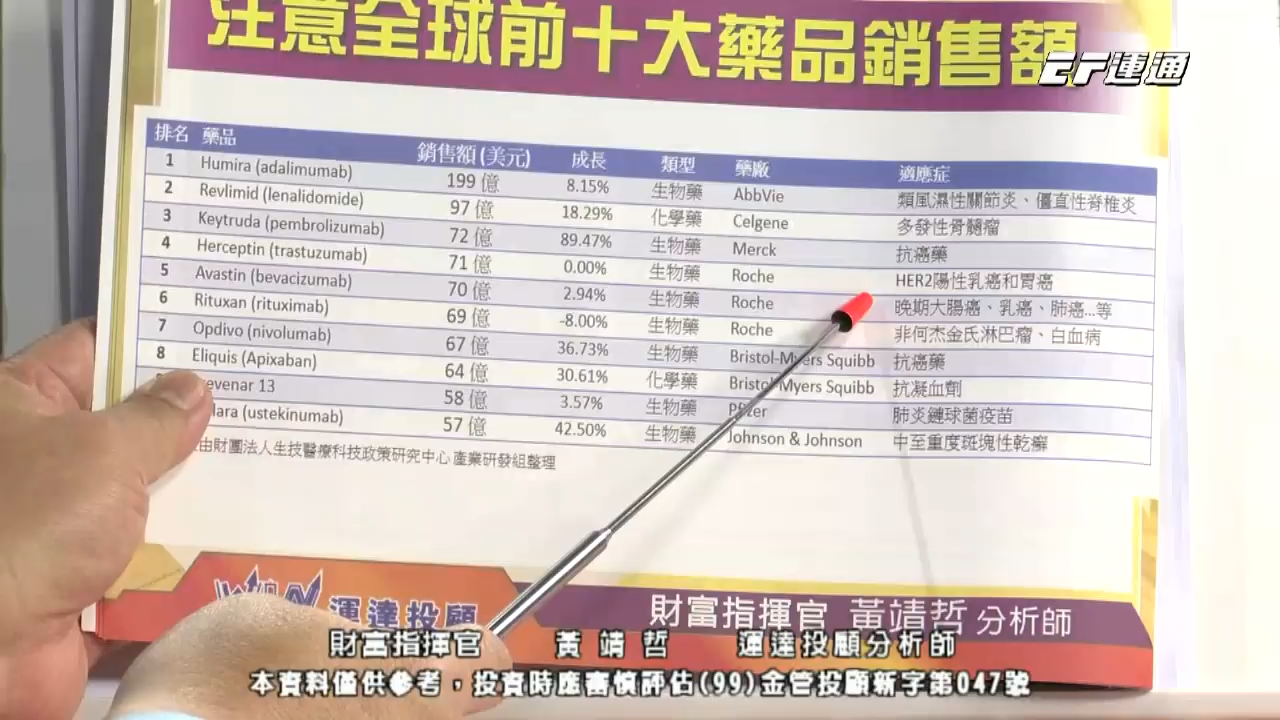 注意全球前十大藥品銷售額
EF運通
排名 藥品 銷售額(美元) 成長 類型 藥廠 適應症
1 Humira (adalimumab) 199 億 8.15% 生物藥 AbbVie 類風濕性關節炎、僵直性脊椎炎
2 Revlimid (lenalidomide) 97 億 18.29% 化學藥 Celgene 多發性骨髓瘤
3 Keytruda (pembrolizumab) 72 億 89.47% 生物藥 Merck 抗癌藥
4 Herceptin (trastuzumab) 71 億 0.00% 生物藥 Roche HER2陽性乳癌和胃癌
5 Avastin (bevacizumab) 70 億 2.94% 生物藥 Roche 晚期大腸癌、乳癌、肺癌...等
6 Rituxan (rituximab) 69 億 -8.00% 生物藥 Roche 非何杰金氏淋巴瘤、白血病
7 Opdivo (nivolumab) 67 億 36.73% 生物藥 Bristol-Myers Squibb 抗癌藥
8 Eliquis (Apixaban) 64 億 30.61% 化學藥 Bristol-Myers Squibb 抗凝血劑
evenar 13 58 億 3.57% 生物藥 Pfizer 肺炎鏈球菌疫苗
lara (ustekinumab) 57 億 42.50% 生物藥 Johnson & Johnson 中至重度斑塊性乾癬
由財團法人生技醫療科技政策研究中心 產業研發組整理
運達投顧 財富指揮官 黃靖哲 分析師
財富指揮官 黃靖哲 運達投顧分析師
本資料僅供參考，投資時應審慎評估(99)金管投顧新字第047號